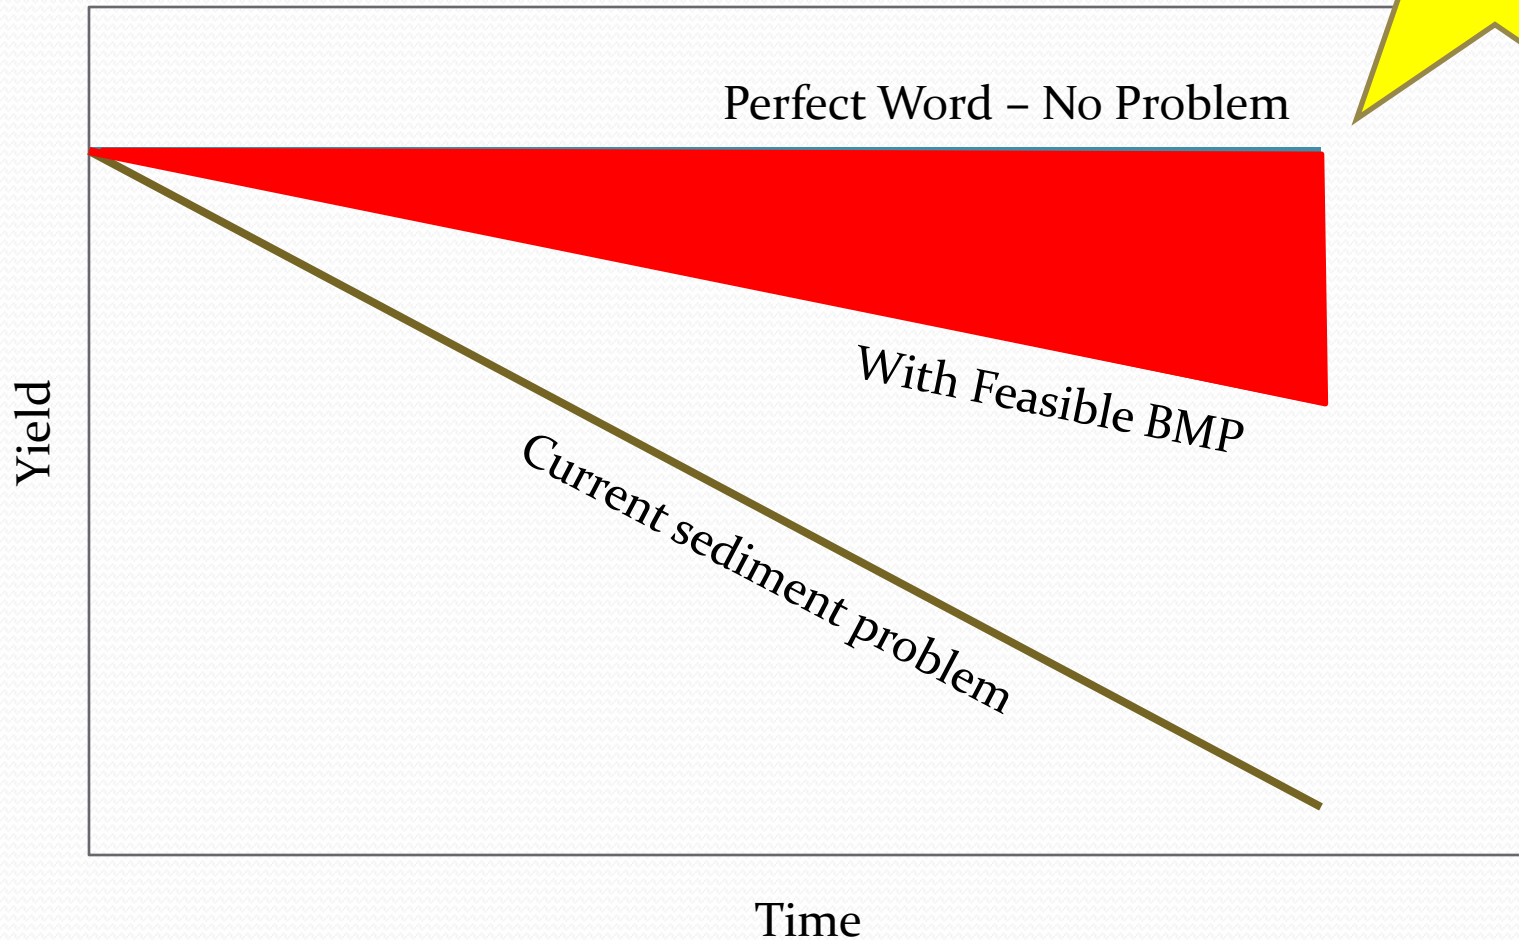 Perfect Word – No Problem
With Feasible BMP
Current sediment problem
Yield
Time